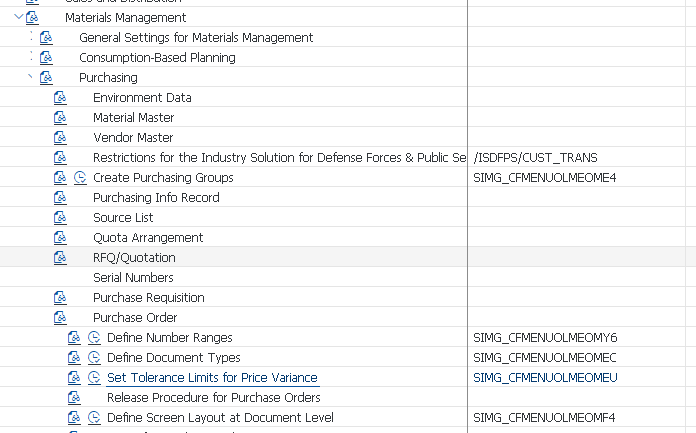 Sales and Distribution
Materials Management
General Settings for Materials Management
Consumption-Based Planning
Purchasing
Environment Data
Material Master
Vendor Master
Restrictions for the Industry Solution for Defense Forces & Public Se /ISDFPS/CUST_TRANS
Create Purchasing Groups SIMG_CFMENUOLMEOME4
Purchasing Info Record
Source List
Quota Arrangement
RFQ/Quotation
Serial Numbers
Purchase Requisition
Purchase Order
Define Number Ranges SIMG_CFMENUOLMEOMY6
Define Document Types SIMG_CFMENUOLMEOMEC
Set Tolerance Limits for Price Variance SIMG_CFMENUOLMEOMEU
Release Procedure for Purchase Orders
Define Screen Layout at Document Level SIMG_CFMENUOLMEOMF4